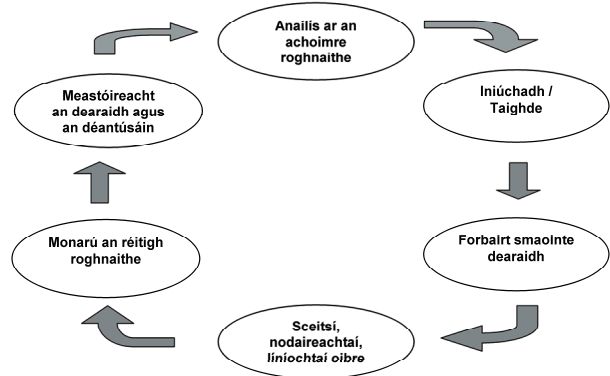 Anailís ar an
achoimre
roghnaithe
Iniúchadh /
Taighde
Forbairt smaointe
dearaidh
Sceitsí,
nodaireachtaí,
líníochtaí oibre
Monarú an réitigh
roghnaithe
Meastóireacht
an dearaidh agus
an déantúsáin